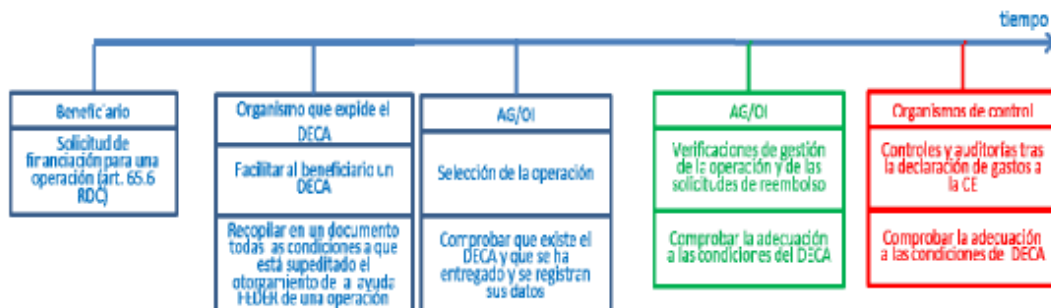 tiempo
Beneficiario
Solicitud de
financiación para una
operación (art. 65.6
RDC)
Organismo que expide el
DECA
Facilitar al beneficiario un
DECA
Recopilar en un documento
todas las condiciones a que
está supeditado el
otorgamiento de la ayuda
FEDER de una operación
AG/OI
Selección de la operación
Comprobar que existe el
DECA y que se ha
entregado y se registran
sus datos
AG/OI
Verificaciones de gestión
de la operación y de las
solicitudes de reembolso
Comprobar la adecuación
a las condiciones del DECA
Organismos de control
Controles y auditorías tras
la declaración de gastos a
la CE
Comprobar la adecuación
a las condiciones de DECA